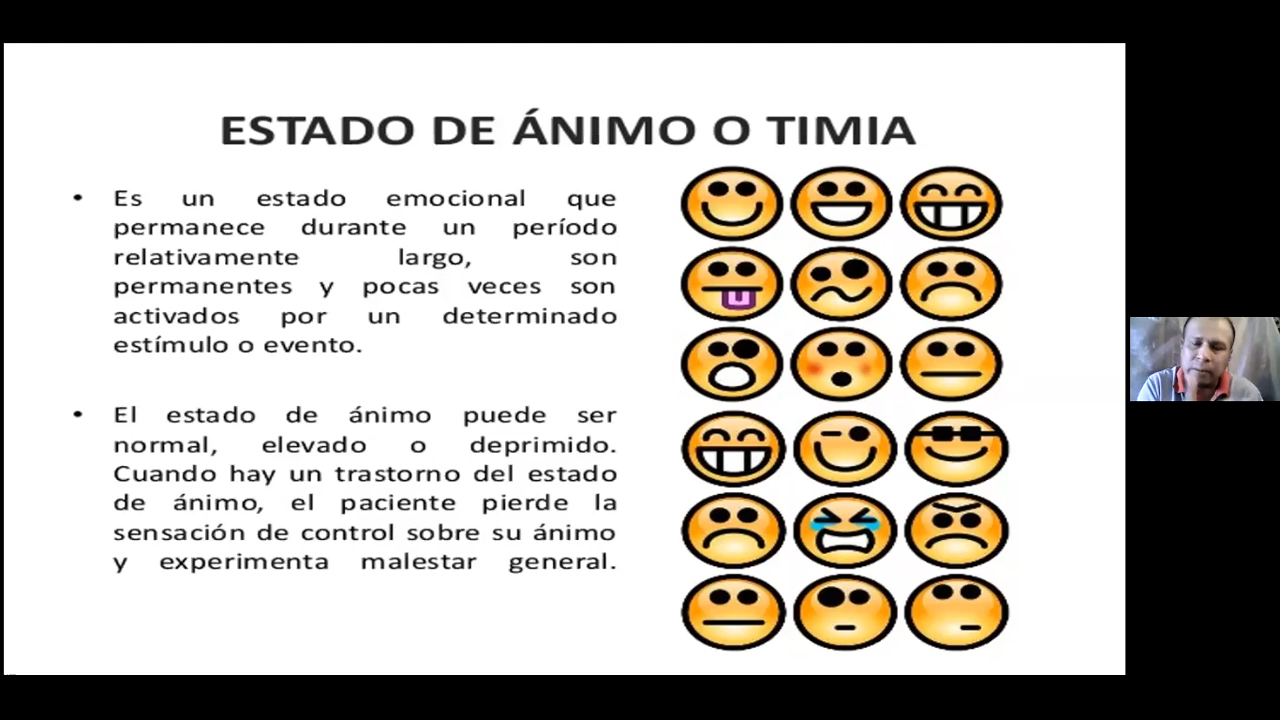 ESTADO DE ÁNIMO O TIMIA
• Es un estado emocional que
permanece durante un período
relativamente largo, son
permanentes y pocas veces son
activados por un determinado
estímulo o evento.
• El estado de ánimo puede ser
normal, elevado o deprimido.
Cuando hay un trastorno del estado
de ánimo, el paciente pierde la
sensación de control sobre su ánimo
y experimenta malestar general.